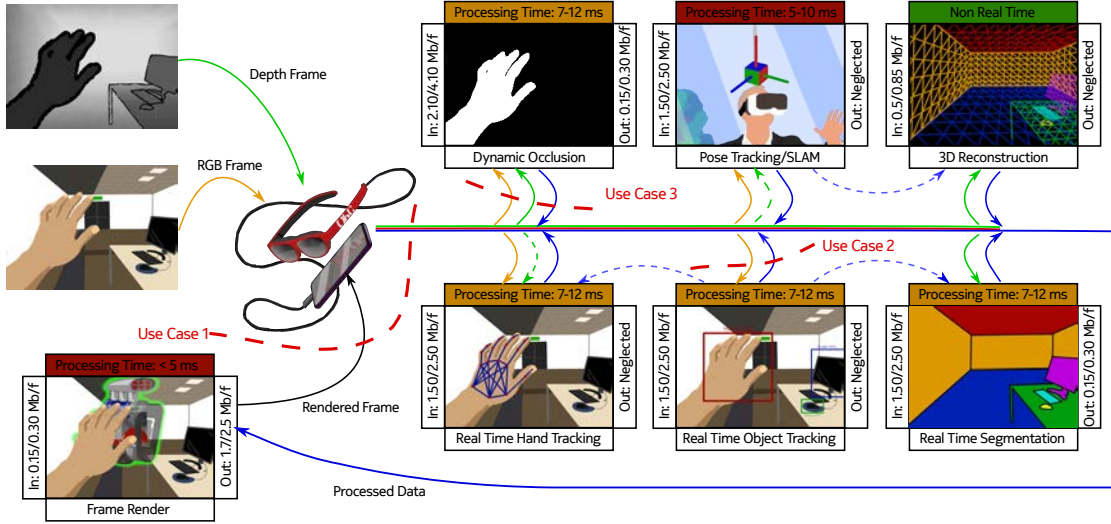 Processing Time: 7-12 ms
Processing Time: 5-10 ms
Non Real Time
In: 2.10/4.10 Mb/f
Out: 0.15/0.30 Mb/f
In: 1.50/2.50 Mb/f
Out: Neglected
In: 0.5/0.85 Mb/f
Out: Neglected
Depth Frame
Dynamic Occlusion
Pose Tracking/SLAM
3D Reconstruction
RGB Frame
Use Case 3
Use Case 2
Processing Time: 7-12 ms
Processing Time: 7-12 ms
Processing Time: 7-12 ms
Use Case 1
In: 1.50/2.50 Mb/f
Out: Neglected
In: 1.50/2.50 Mb/f
Out: Neglected
In: 1.50/2.50 Mb/f
Out: 0.15/0.30 Mb/f
Processing Time: < 5 ms
In: 0.15/0.30 Mb/f
Out: 1.7/2.5 Mb/f
Rendered Frame
Real Time Hand Tracking
Real Time Object Tracking
Real Time Segmentation
Processed Data
Frame Render